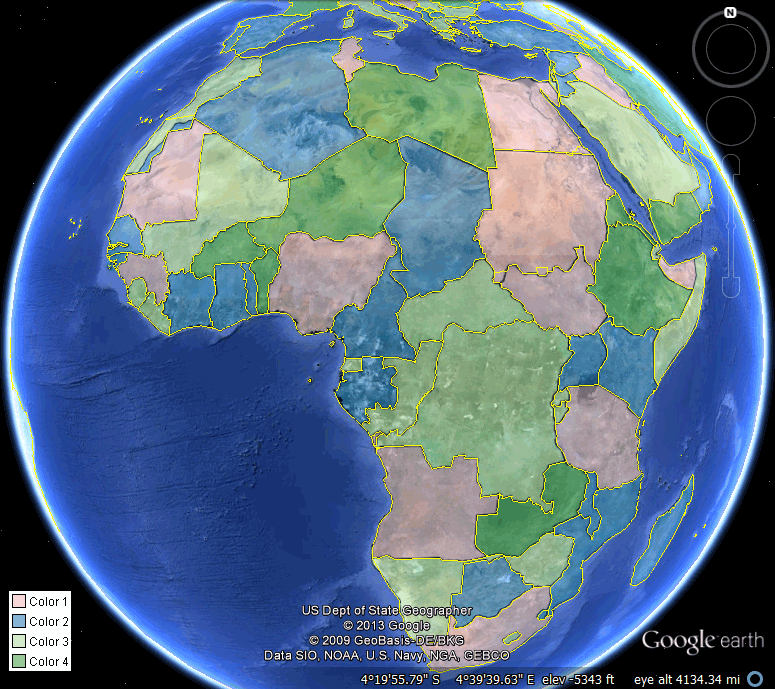 N
Color 1
Color 2
Color 3
Color 4
US Dept of State Geographer
© 2013 Google
© 2009 GeoBasis-DE/BKG
Data SIO, NOAA, U.S. Navy, NGA, GEBCO
Google earth
4°19'55.79" S 4°39'39.63" E elev -5343 ft eye alt 4134.34 mi